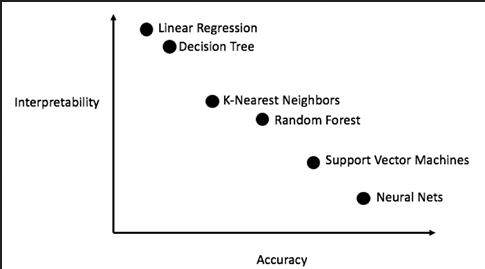 Linear Regression
Decision Tree
Interpretability
K-Nearest Neighbors
Random Forest
Support Vector Machines
Neural Nets
Accuracy